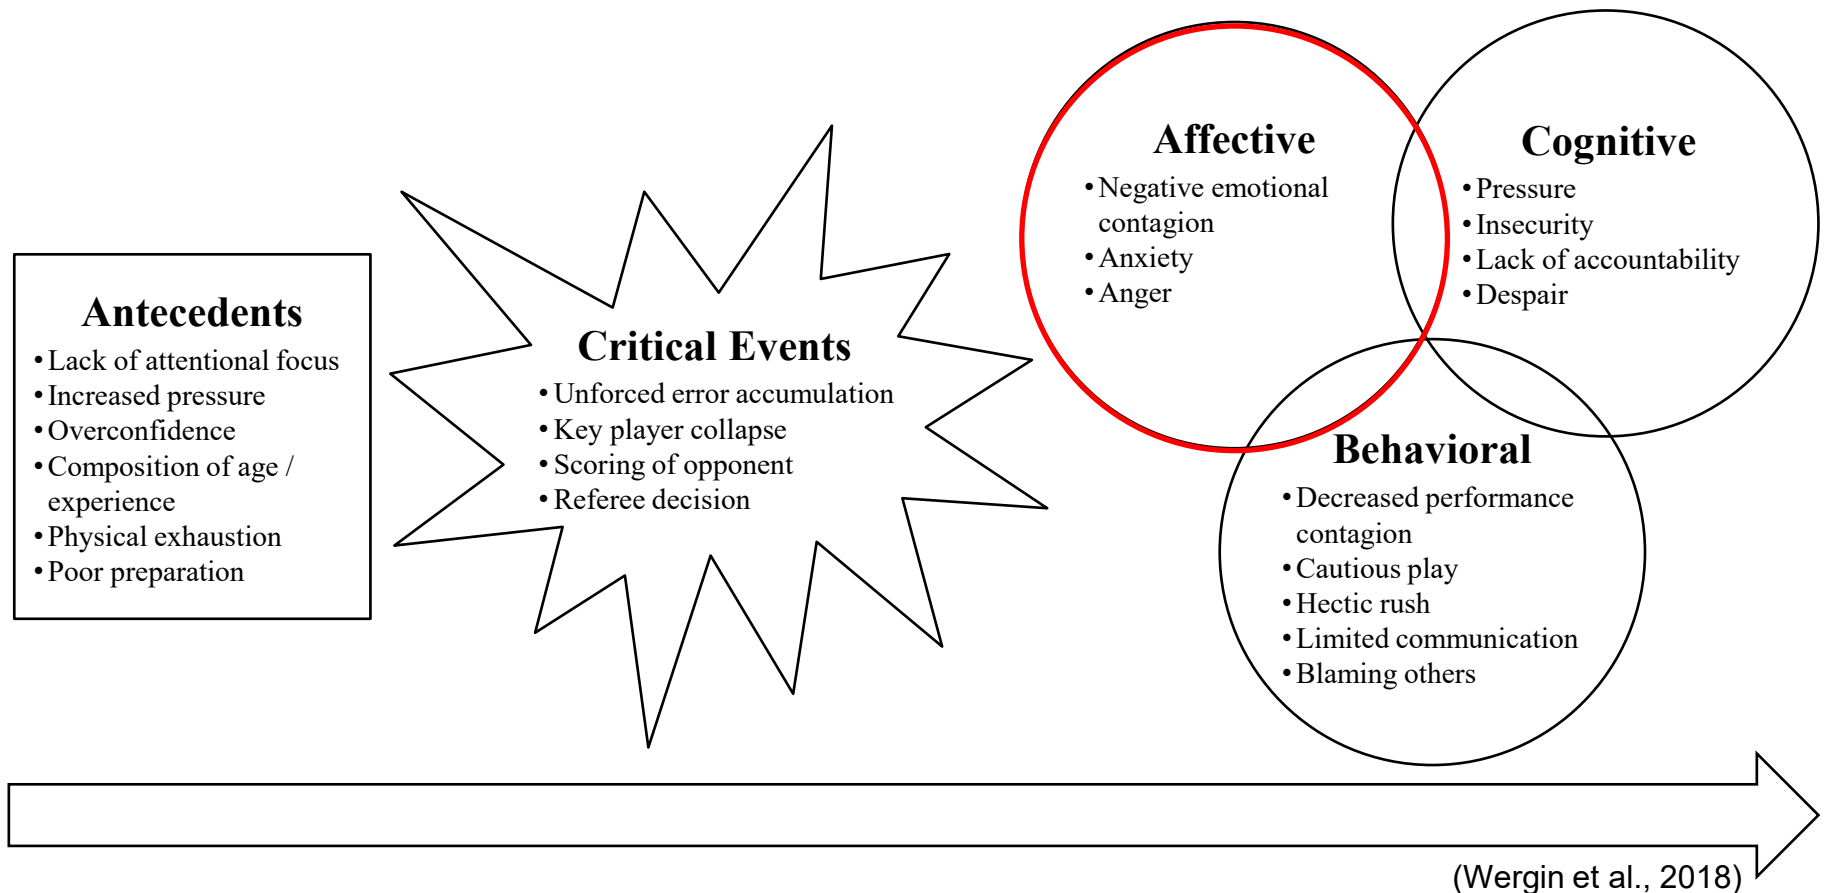 Antecedents
• Lack of attentional focus
• Increased pressure
• Overconfidence
• Composition of age /
experience
• Physical exhaustion
• Poor preparation
Critical Events
• Unforced error accumulation
• Key player collapse
• Scoring of opponent
• Referee decision
Affective
• Negative emotional
contagion
• Anxiety
• Anger
Cognitive
• Pressure
• Insecurity
• Lack of accountability
• Despair
Behavioral
• Decreased performance
contagion
• Cautious play
• Hectic rush
• Limited communication
• Blaming others
(Wergin et al., 2018)